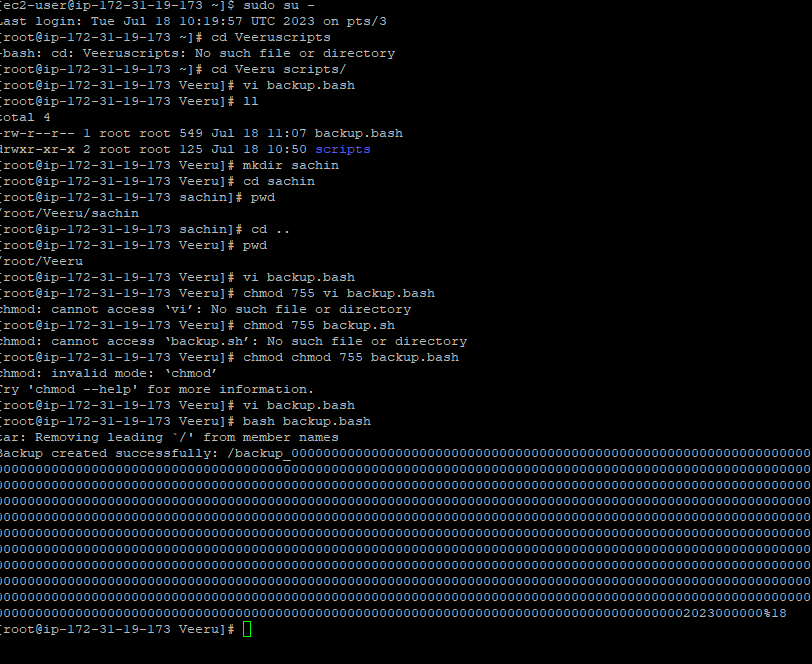 [ec2-user@ip-172-31-19-173 ~]$ sudo su -
Last login: Tue Jul 18 10:19:57 UTC 2023 on pts/3
[root@ip-172-31-19-173 ~]# cd Veeruscripts
-bash: cd: Veeruscripts: No such file or directory
[root@ip-172-31-19-173 ~]# cd Veeru scripts/
[root@ip-172-31-19-173 Veeru]# vi backup.bash
[root@ip-172-31-19-173 Veeru]# ll
total 4
-rw-r--r-- 1 root root 549 Jul 18 11:07 backup.bash
drwxr-xr-x 2 root root 125 Jul 18 10:50 scripts
[root@ip-172-31-19-173 Veeru]# mkdir sachin
[root@ip-172-31-19-173 Veeru]# cd sachin
[root@ip-172-31-19-173 sachin]# pwd
/root/Veeru/sachin
[root@ip-172-31-19-173 sachin]# cd ..
[root@ip-172-31-19-173 Veeru]# pwd
/root/Veeru
[root@ip-172-31-19-173 Veeru]# vi backup.bash
[root@ip-172-31-19-173 Veeru]# chmod 755 vi backup.bash
chmod: cannot access ‘vi’: No such file or directory
[root@ip-172-31-19-173 Veeru]# chmod 755 backup.sh
chmod: cannot access ‘backup.sh’: No such file or directory
[root@ip-172-31-19-173 Veeru]# chmod chmod 755 backup.bash
chmod: invalid mode: ‘chmod’
Try 'chmod --help' for more information.
[root@ip-172-31-19-173 Veeru]# vi backup.bash
[root@ip-172-31-19-173 Veeru]# bash backup.bash
tar: Removing leading `/' from member names
Backup created successfully: /backup_00000000000000000000000000000000000000000000000000000000000000000
000000000000000000000000000000000000000000000000000000000000000000000000000000000000000000000000000000
000000000000000000000000000000000000000000000000000000000000000000000000000000000000000000000000000000
000000000000000000000000000000000000000000000000000000000000000000000000000000000000000000000000000000
000000000000000000000000000000000000000000000000000000000000000000000000000000000000000000000000000000
000000000000000000000000000000000000000000000000000000000000000000000000000000000000000000000000000000
000000000000000000000000000000000000000000000000000000000000000000000000000000000000000000000000000000
000000000000000000000000000000000000000000000000000000000000000000000000000000000000000000000000000000
000000000000000000000000000000000000000000000000000000000000000000000000000000000000000000000000000000
000000000000000000000000000000000000000000000000000000000000000000000000000000000000000000000000000000
00000000000000000000000000000000000000000000000000000000000000000000000000000000000002023000000%18
[root@ip-172-31-19-173 Veeru]#